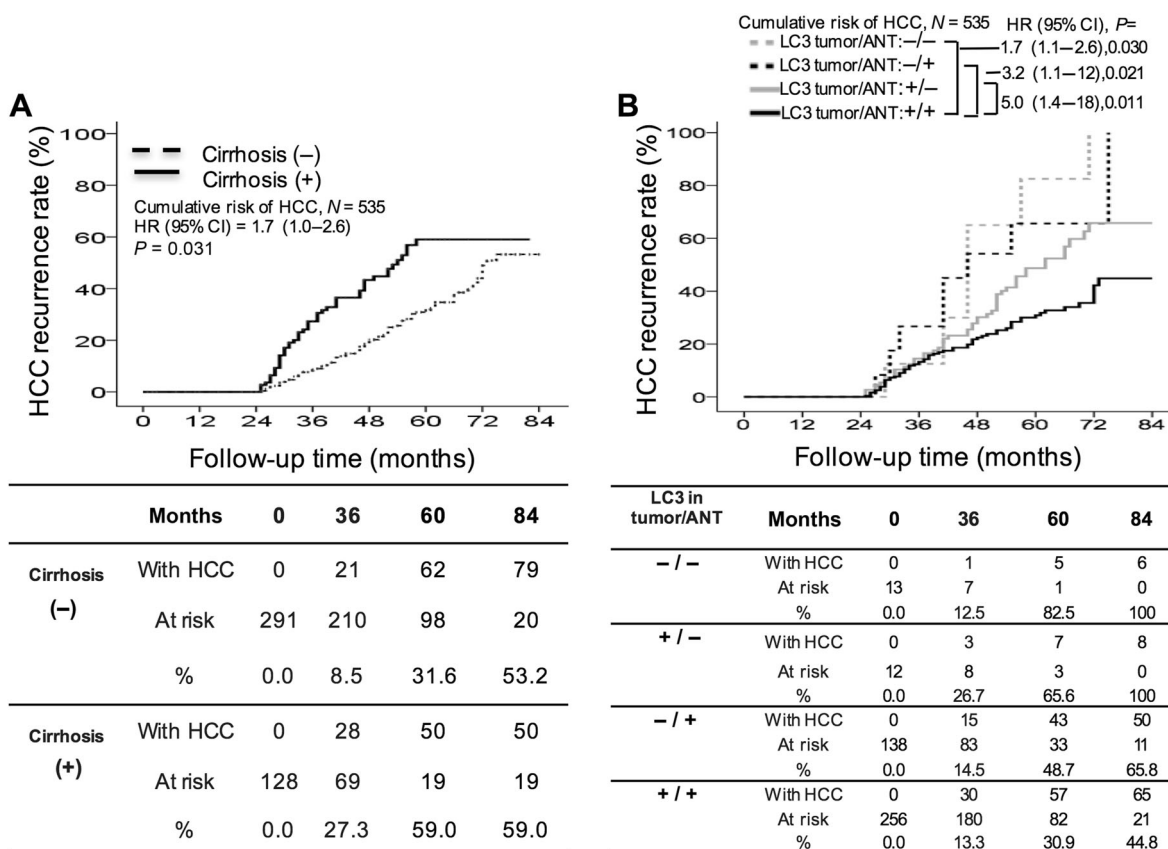 A
HCC recurrence rate (%)
100
80
60
40
20
0
Cirrhosis (–)
Cirrhosis (+)
Cumulative risk of HCC, N = 535
HR (95% CI) = 1.7 (1.0–2.6)
P = 0.031
0 12 24 36 48 60 72 84
Follow-up time (months)
Months 0 36 60 84
Cirrhosis (–)
With HCC 0 21 62 79
At risk 291 210 98 20
% 0.0 8.5 31.6 53.2
Cirrhosis (+)
With HCC 0 28 50 50
At risk 128 69 19 19
% 0.0 27.3 59.0 59.0
B
Cumulative risk of HCC, N = 535 HR (95% CI), P=
LC3 tumor/ANT:–/–
LC3 tumor/ANT:–/+
LC3 tumor/ANT:+/–
LC3 tumor/ANT:+/+
1.7 (1.1–2.6),0.030
3.2 (1.1–12),0.021
5.0 (1.4–18),0.011
HCC recurrence rate (%)
100
80
60
40
20
0
0 12 24 36 48 60 72 84
Follow-up time (months)
LC3 in tumor/ANT Months 0 36 60 84
– / –
With HCC 0 1 5 6
At risk 13 7 1 0
% 0.0 12.5 82.5 100
+ / –
With HCC 0 3 7 8
At risk 12 8 3 0
% 0.0 26.7 65.6 100
– / +
With HCC 0 15 43 50
At risk 138 83 33 11
% 0.0 14.5 48.7 65.8
+ / +
With HCC 0 30 57 65
At risk 256 180 82 21
% 0.0 13.3 30.9 44.8